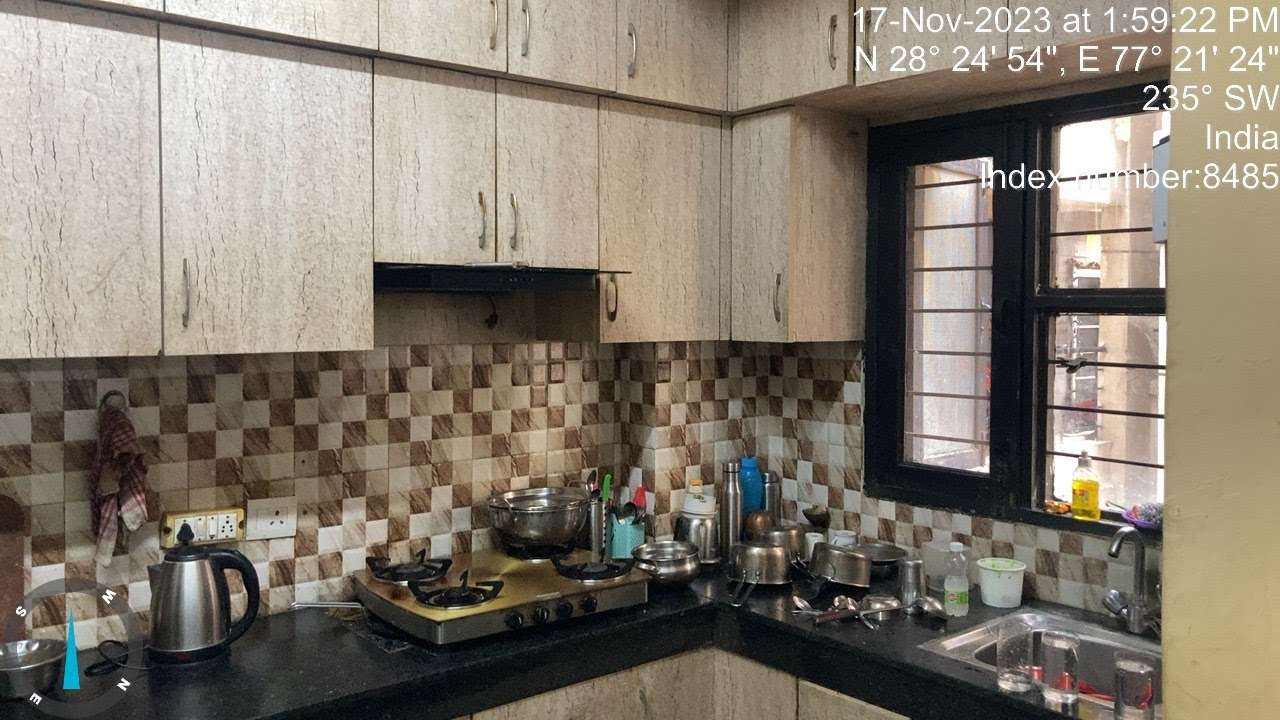 17-Nov-2023 at 1:59:22 PM
N 28° 24' 54", E 77° 21' 24"
235° SW
India
Index number:8485
S
W
E
N